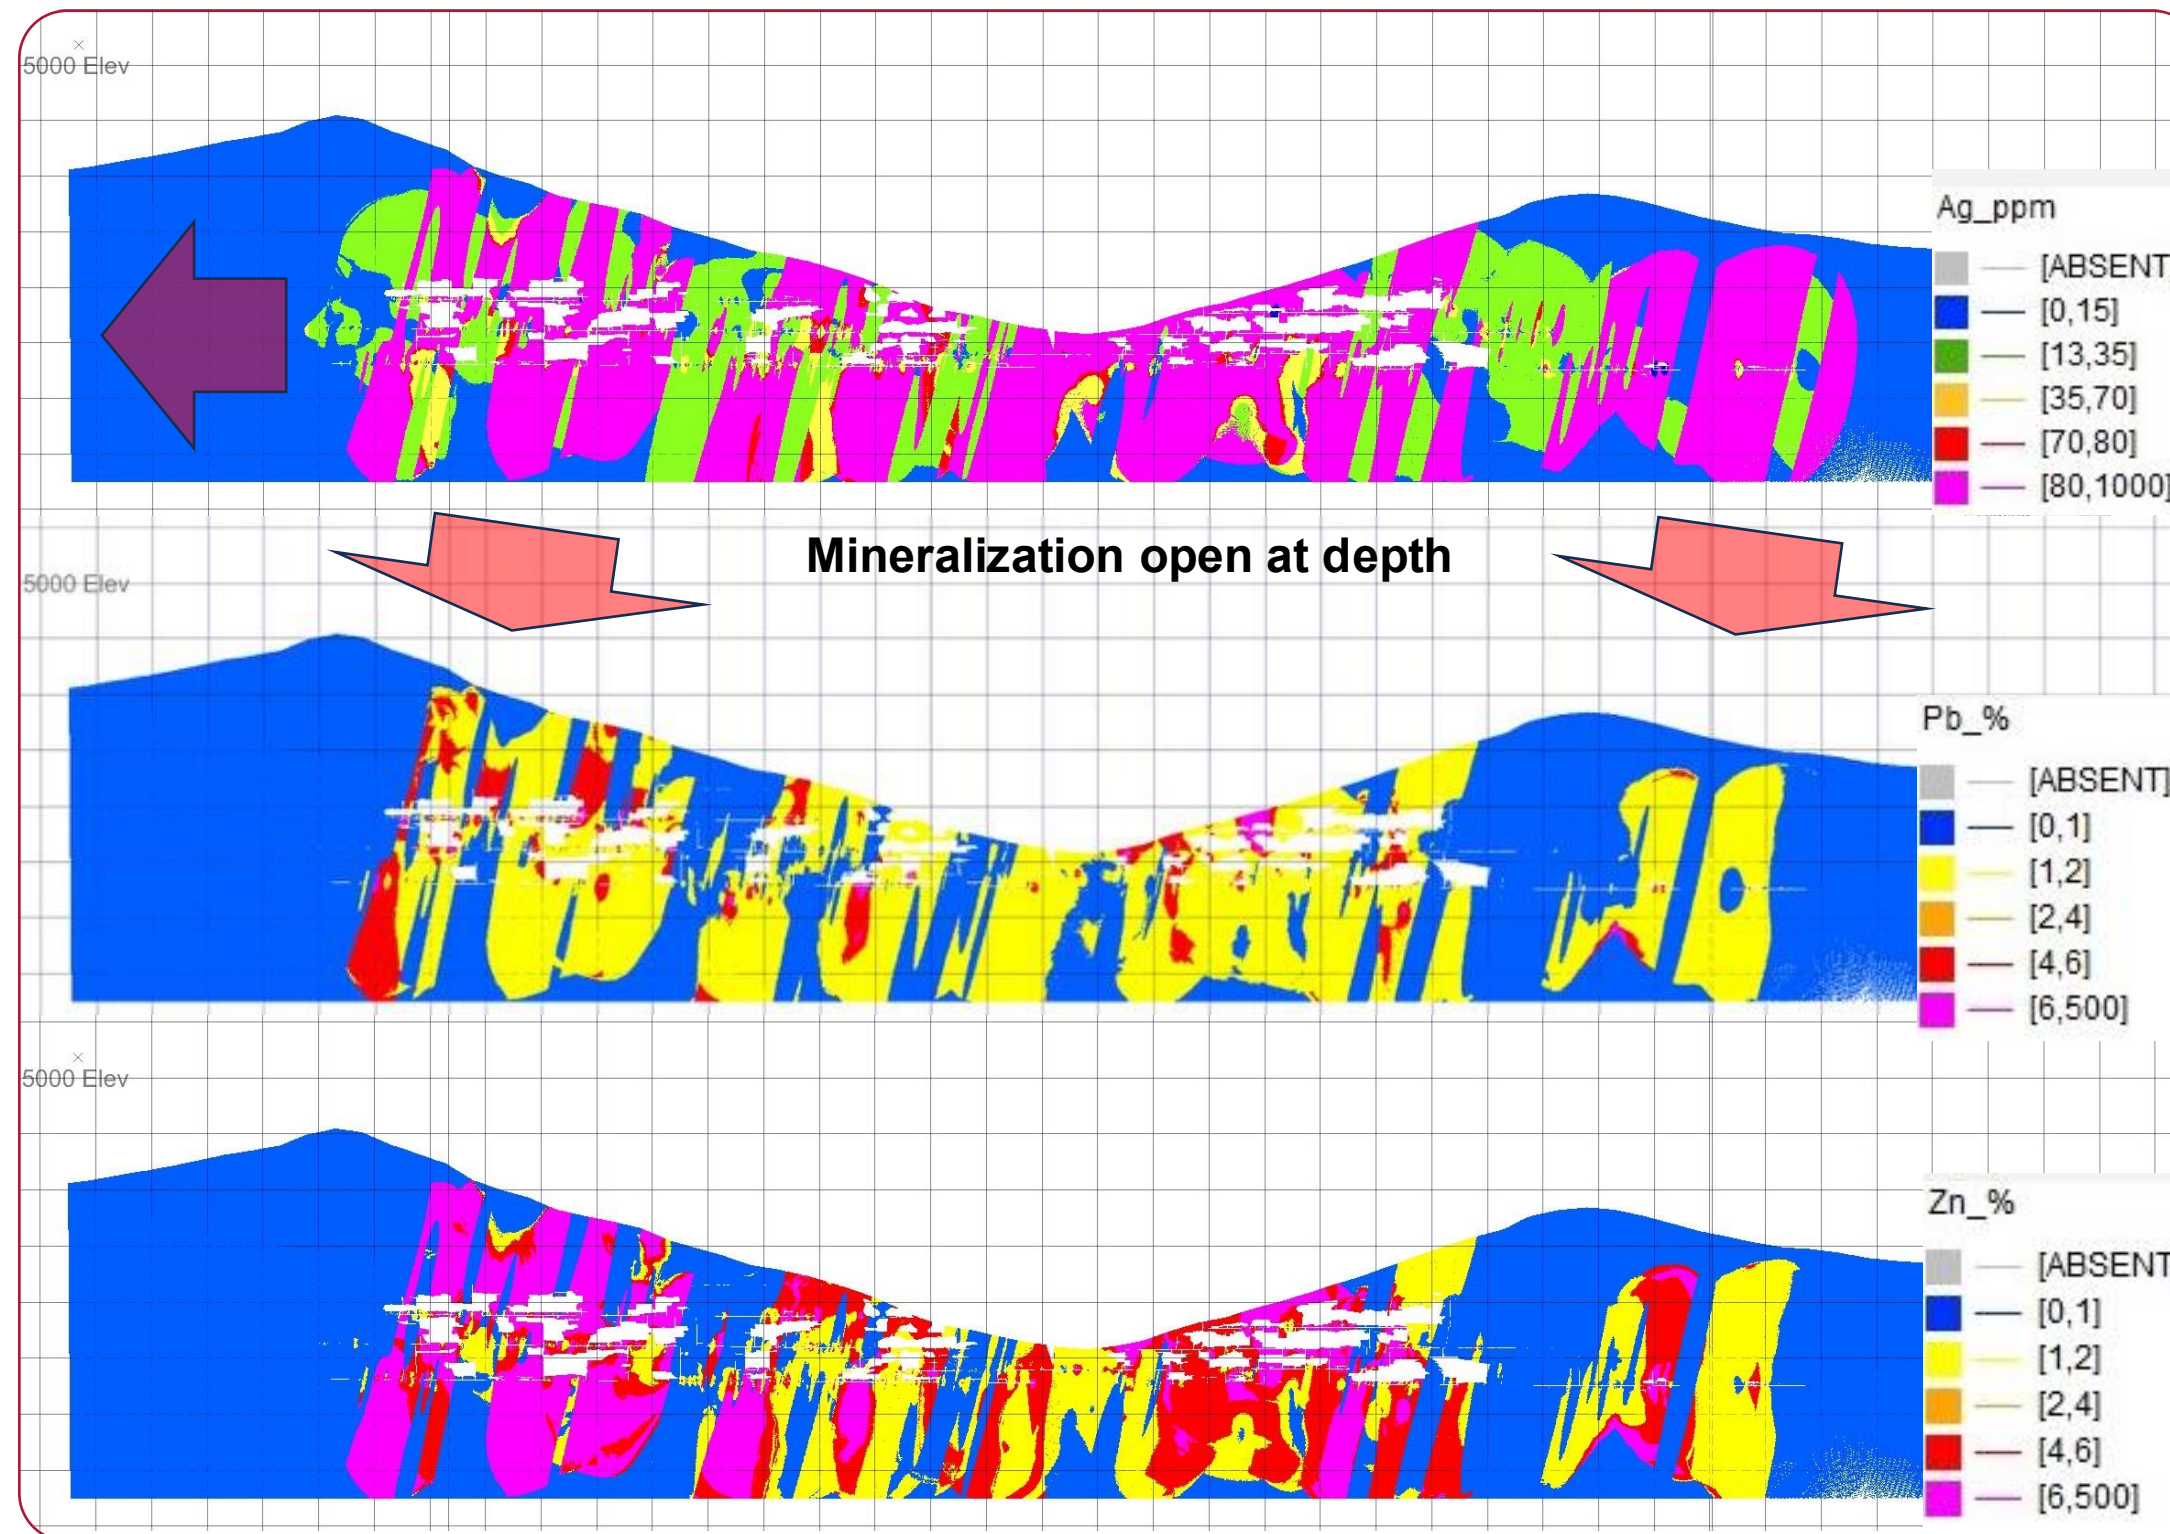 5000 Elev
Ag_ppm
[ABSENT
[0,15]
[13,35]
[35,70]
[70,80]
[80,1000]
Mineralization open at depth
5000 Elev
Pb_%
[ABSENT]
[0,1]
[1,2]
[2,4]
[4,6]
[6,500]
5000 Elev
Zn_%
[ABSENT
[0,1]
[1,2]
[2,4]
[4,6]
[6,500]